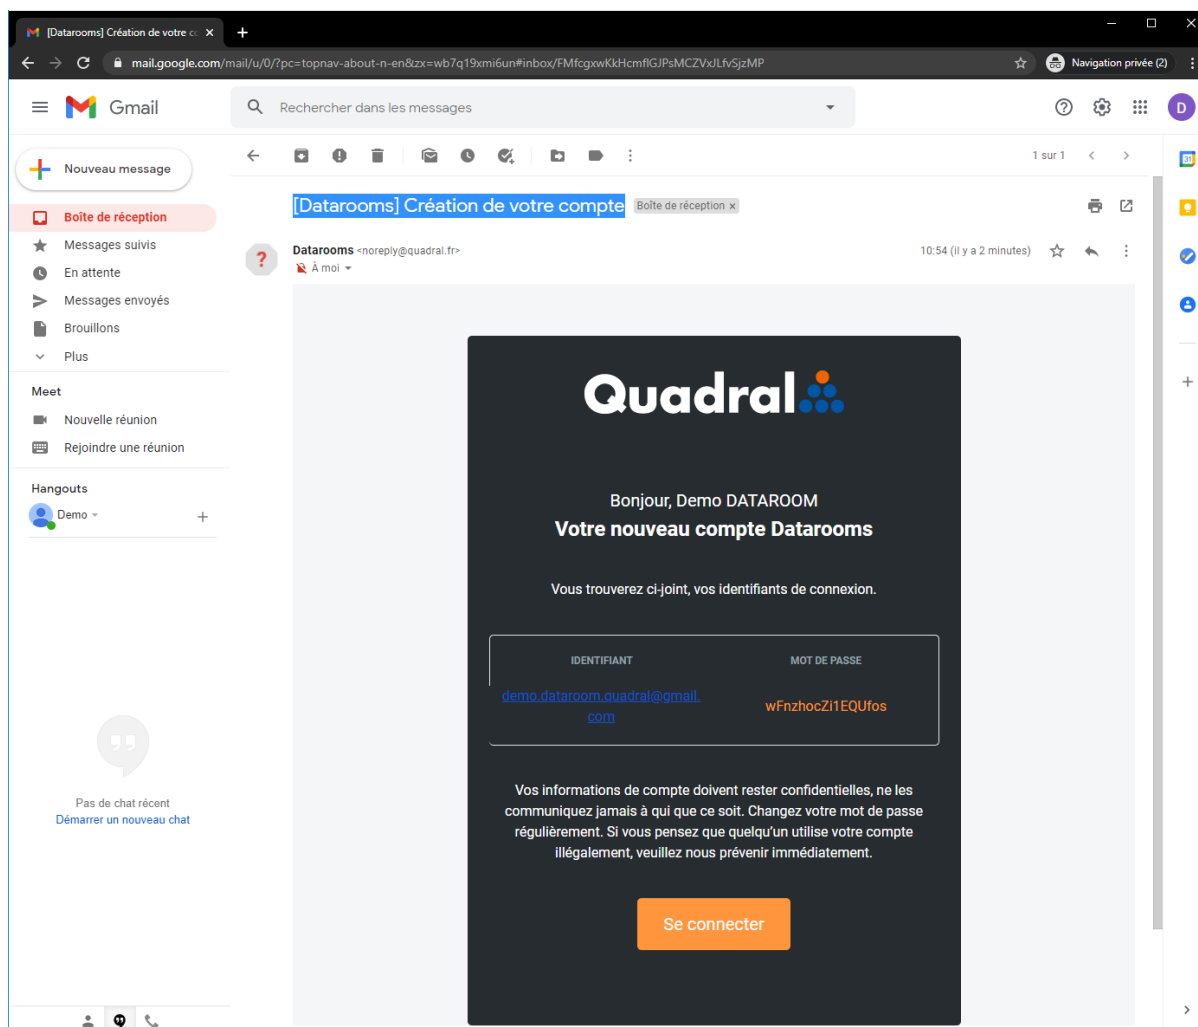 [Datarooms] Création de votre co
mail.google.com/mail/u/0/?pc=topnav-about-n-en&zx=wb7q19xmi6un#inbox/FMfcgxwKkHcmflGJPsMCZVxJLfvSjzMP
Navigation privée (2)
Gmail
Rechercher dans les messages
D
Nouveau message
1 sur 1
31
Boîte de réception
Messages suivis
En attente
Messages envoyés
Brouillons
Plus
Meet
Nouvelle réunion
Rejoindre une réunion
Hangouts
Demo
Pas de chat récent
Démarrer un nouveau chat
[Datarooms] Création de votre compte Boîte de réception x
Datarooms <noreply@quadral.fr>
10:54 (il y a 2 minutes)
À moi
Quadral
Bonjour, Demo DATAROOM
Votre nouveau compte Datarooms
Vous trouverez ci-joint, vos identifiants de connexion.
IDENTIFIANT MOT DE PASSE
demo.dataroom.quadral@gmail.
com
wFnzhocZi1EQUfos
Vos informations de compte doivent rester confidentielles, ne les
communiquez jamais à qui que ce soit. Changez votre mot de passe
régulièrement. Si vous pensez que quelqu'un utilise votre compte
illégalement, veuillez nous prévenir immédiatement.
Se connecter